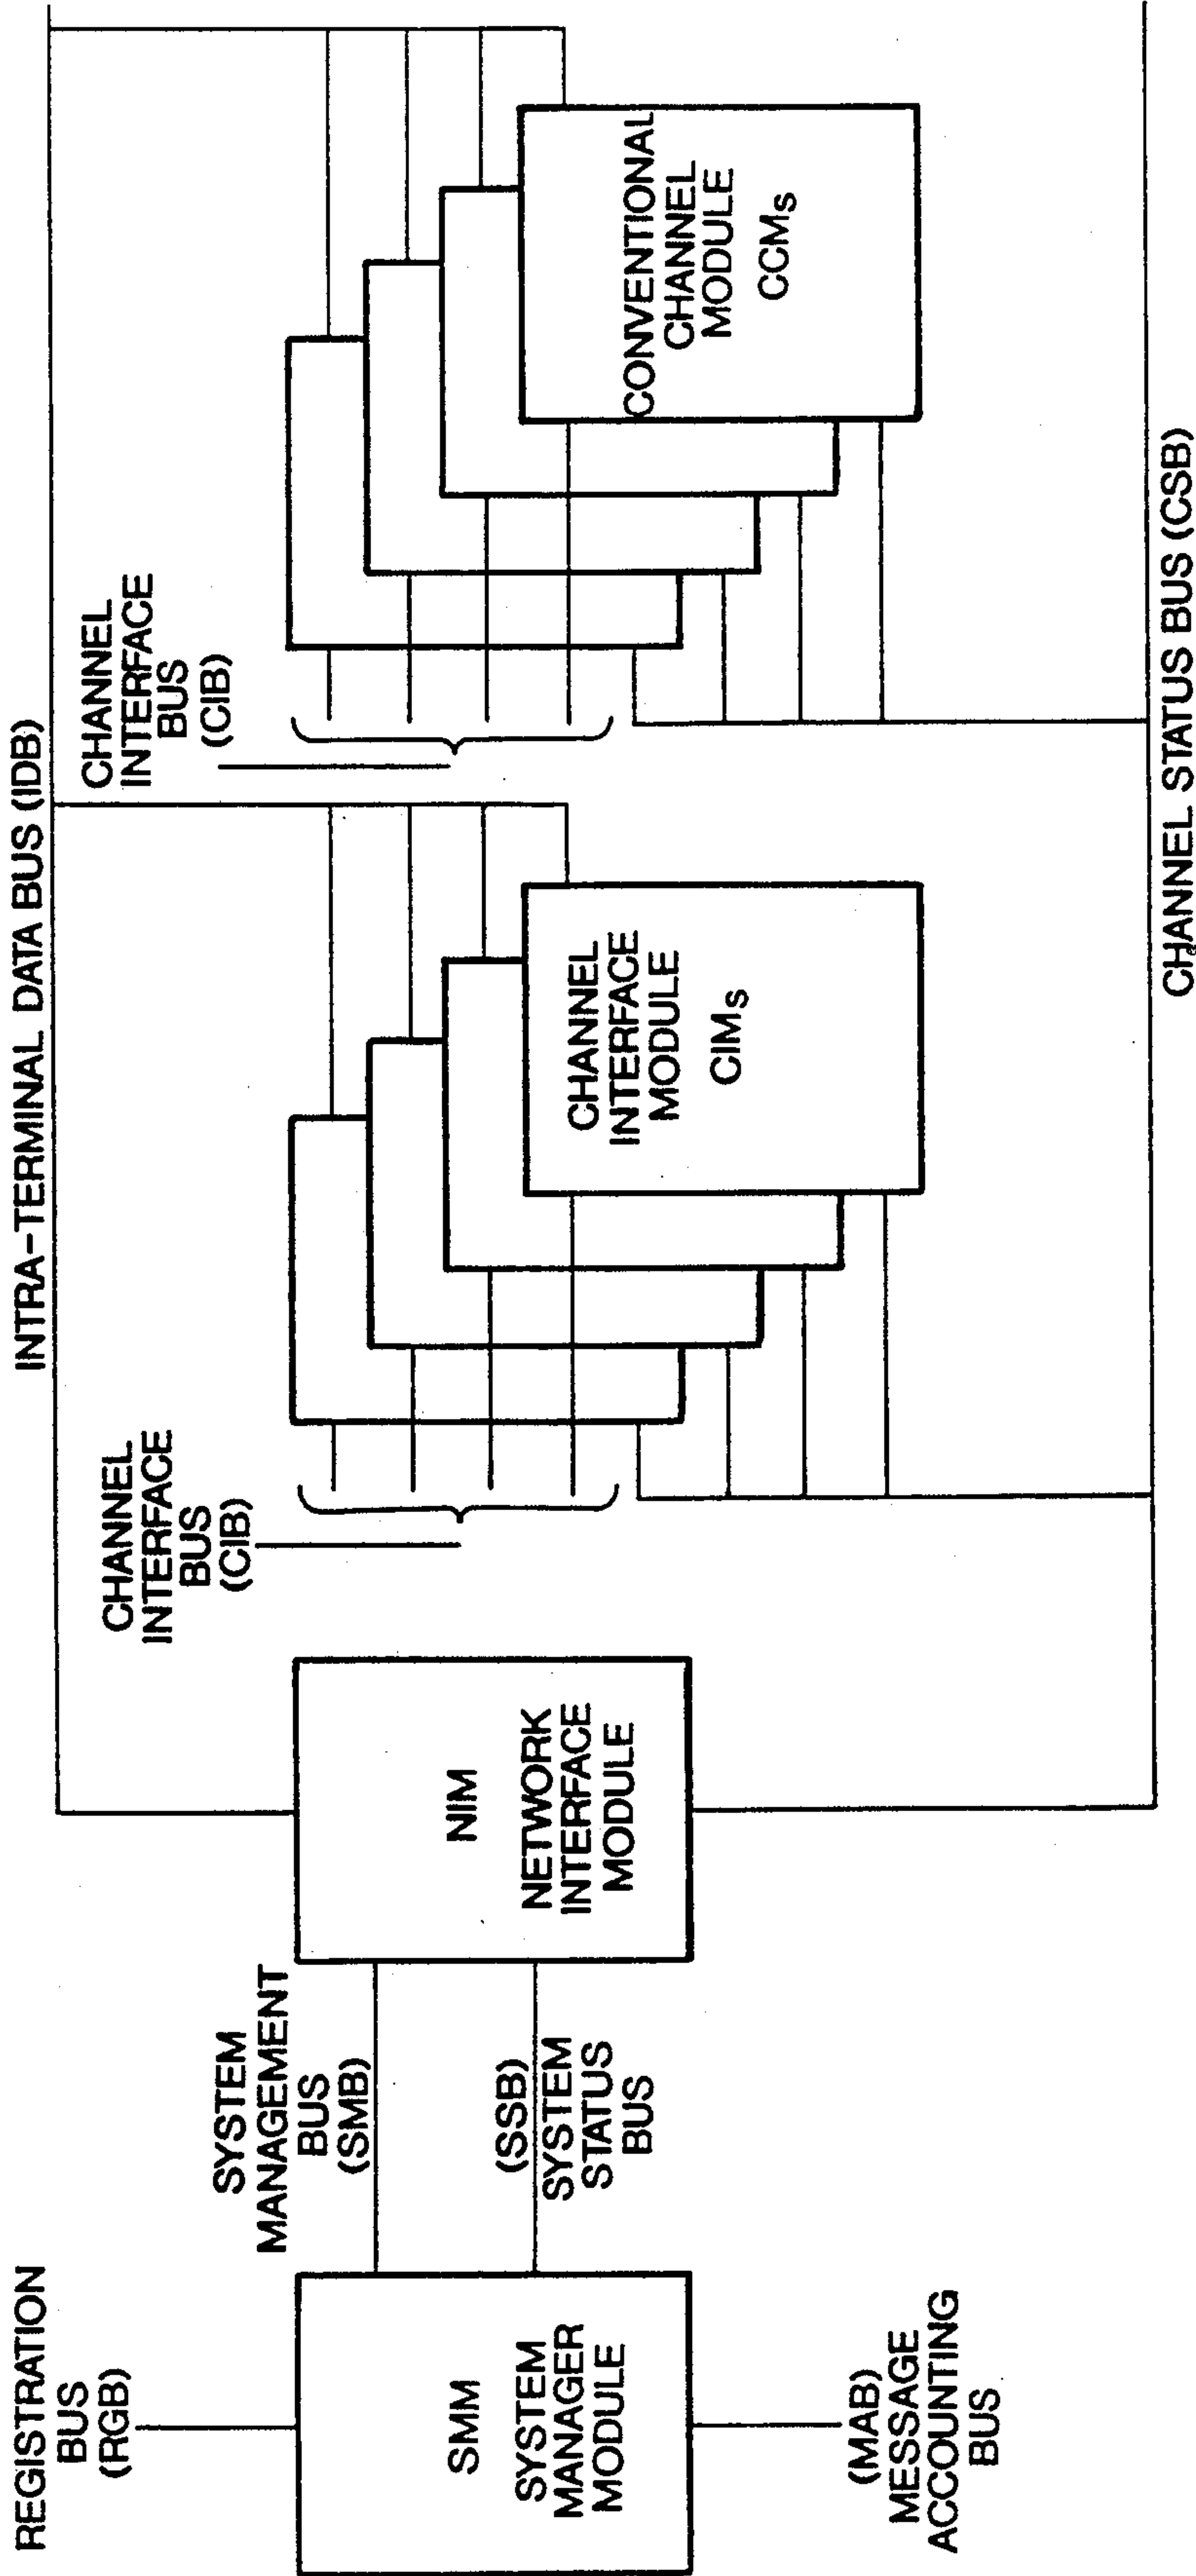 REGISTRATION
BUS
(RGB)
SMM
SYSTEM
MANAGER
MODULE
(MAB)
MESSAGE
ACCOUNTING
BUS
SYSTEM
MANAGEMENT
BUS
(SMB)
(SSB)
SYSTEM
STATUS
BUS
NIM
NETWORK
INTERFACE
MODULE
INTRA-TERMINAL DATA BUS (IDB)
CHANNEL
INTERFACE
BUS
(CIB)
CHANNEL
INTERFACE
MODULE
CIMs
CHANNEL
INTERFACE
BUS
(CIB)
CONVENTIONAL
CHANNEL
MODULE
CCMs
CHANNEL STATUS BUS (CSB)